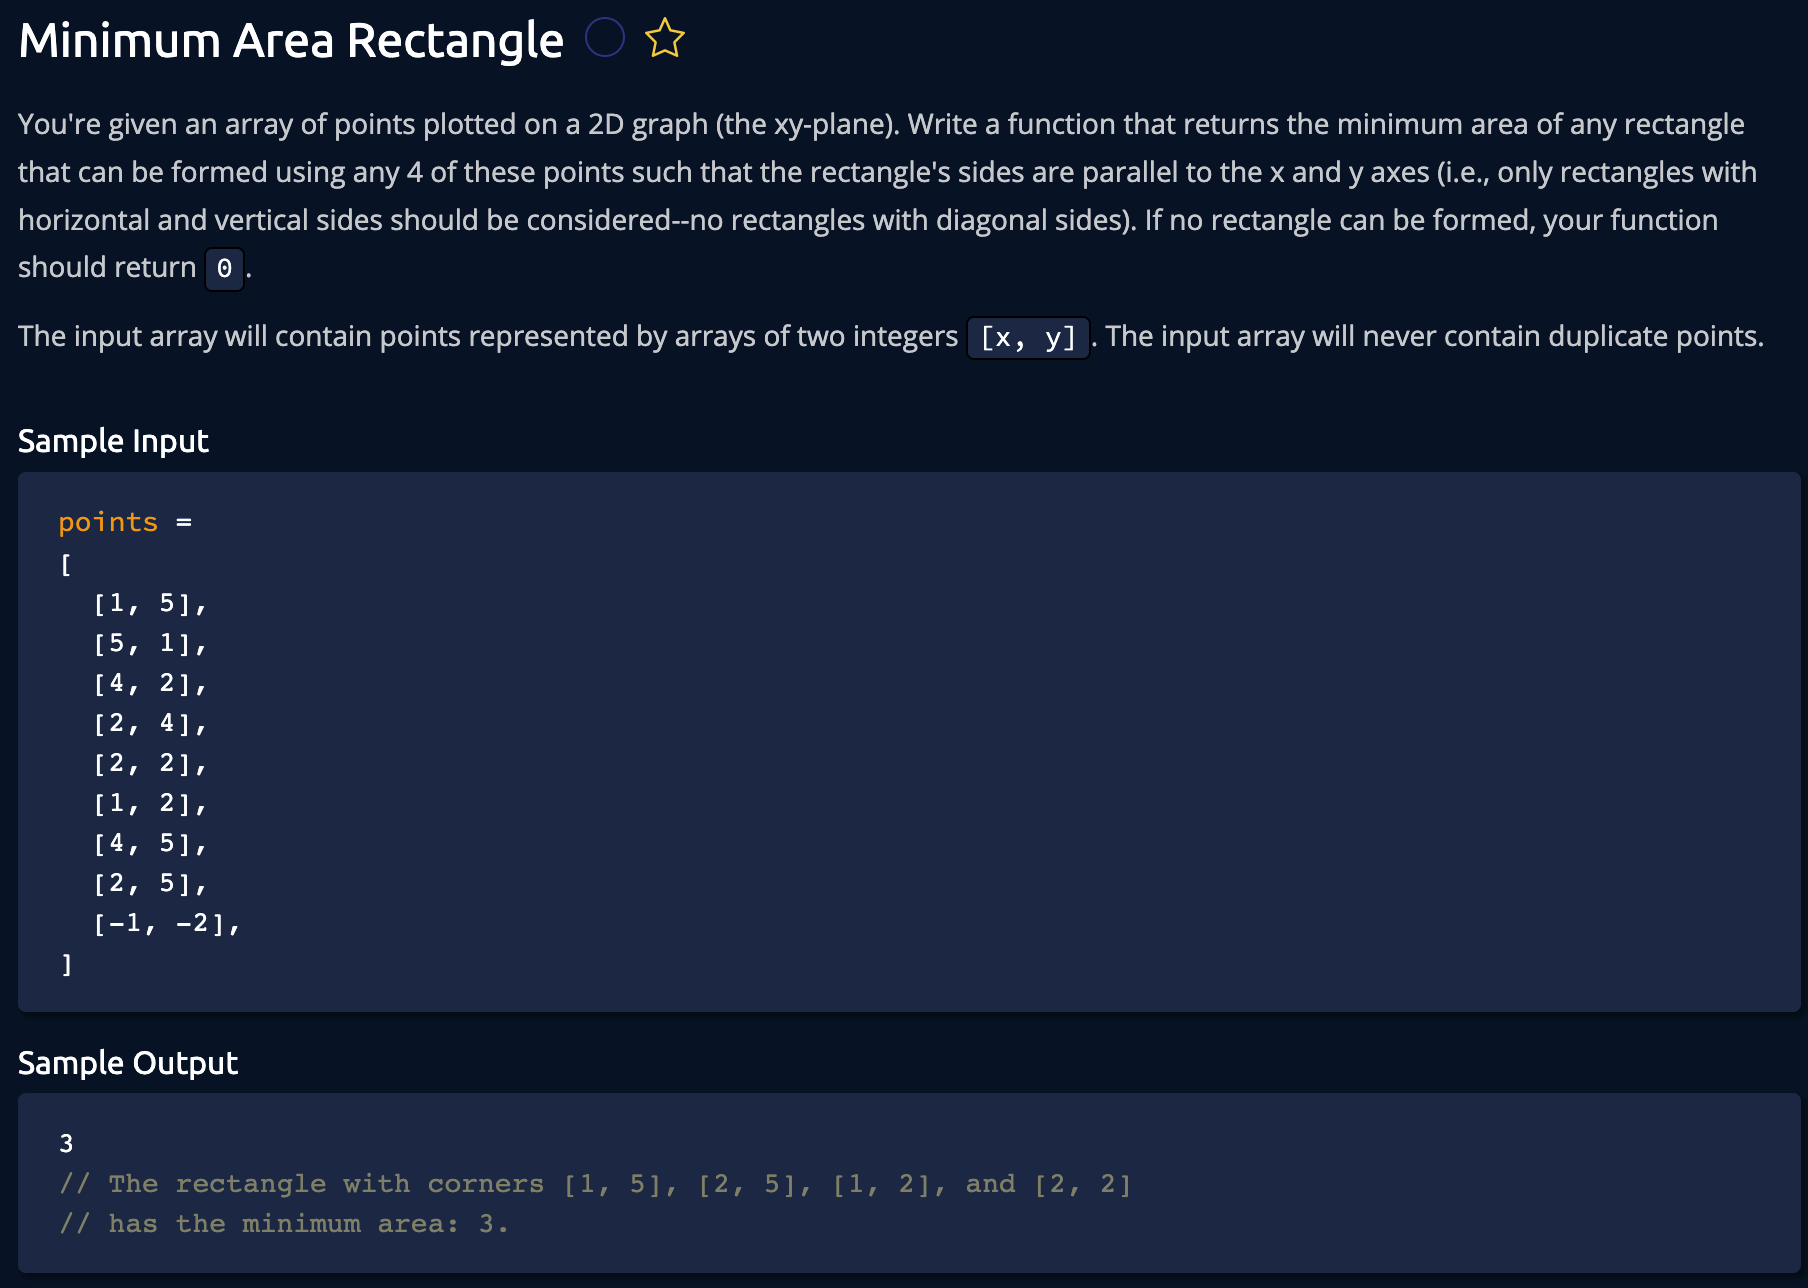 Minimum Area Rectangle
You're given an array of points plotted on a 2D graph (the xy-plane). Write a function that returns the minimum area of any rectangle
that can be formed using any 4 of these points such that the rectangle's sides are parallel to the x and y axes (i.e., only rectangles with
horizontal and vertical sides should be considered--no rectangles with diagonal sides). If no rectangle can be formed, your function
should return 0.
The input array will contain points represented by arrays of two integers [x, y]. The input array will never contain duplicate points.
Sample Input
points =
[
  [1, 5],
  [5, 1],
  [4, 2],
  [2, 4],
  [2, 2],
  [1, 2],
  [4, 5],
  [2, 5],
  [-1, -2],
]
Sample Output
3
// The rectangle with corners [1, 5], [2, 5], [1, 2], and [2, 2]
// has the minimum area: 3.